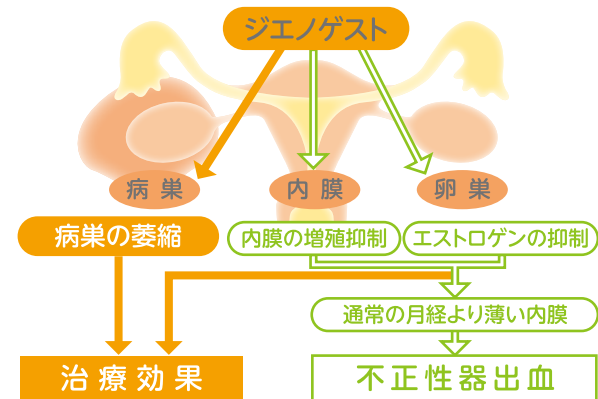 ジエノゲスト
病巣
内膜
卵巣
病巣の萎縮
内膜の増殖抑制
エストロゲンの抑制
通常の月経より薄い内膜
治療効果
不正性器出血